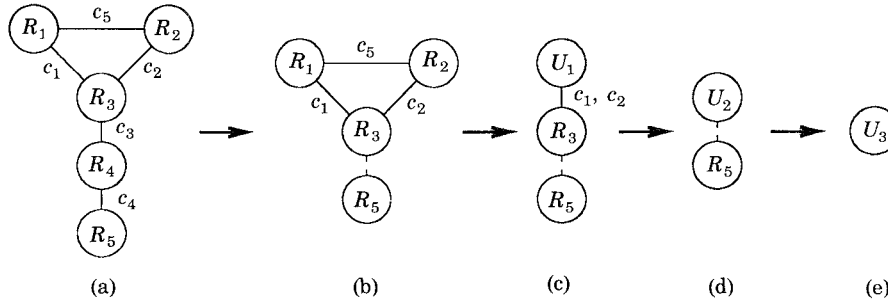 R₁ c₅ R₂
c₁ c₂
R₃
c₃
R₄
c₄
R₅
(a)
R₁ c₅ R₂
c₁ c₂
R₃
R₅
(b)
U₁
c₁, c₂
R₃
R₅
(c)
U₂
R₅
(d)
U₃
(e)